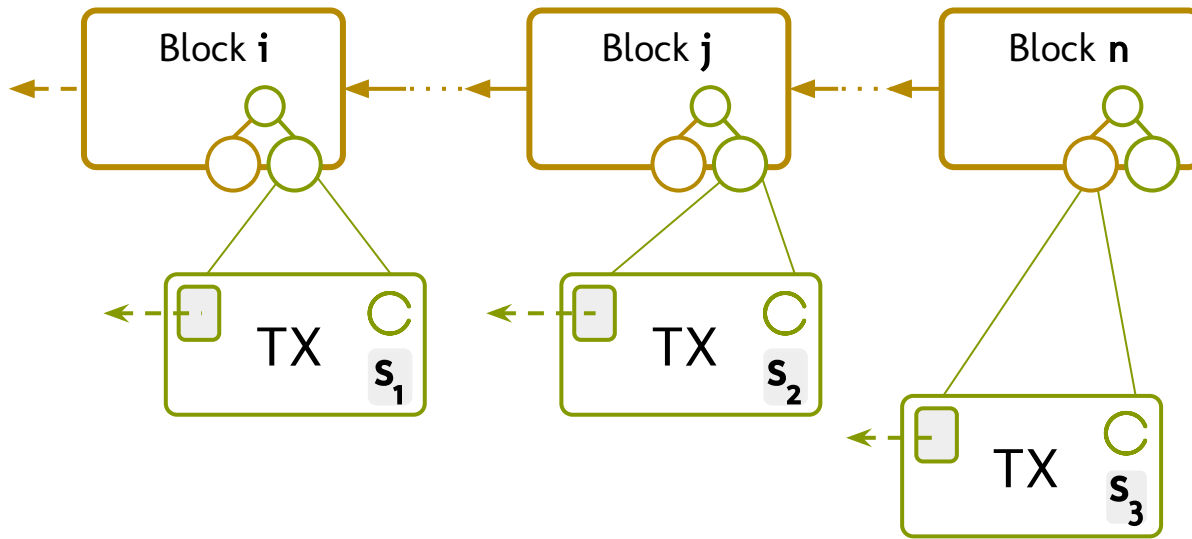 Block i
Block j
Block n
TX
S₁
TX
S₂
TX
S₃